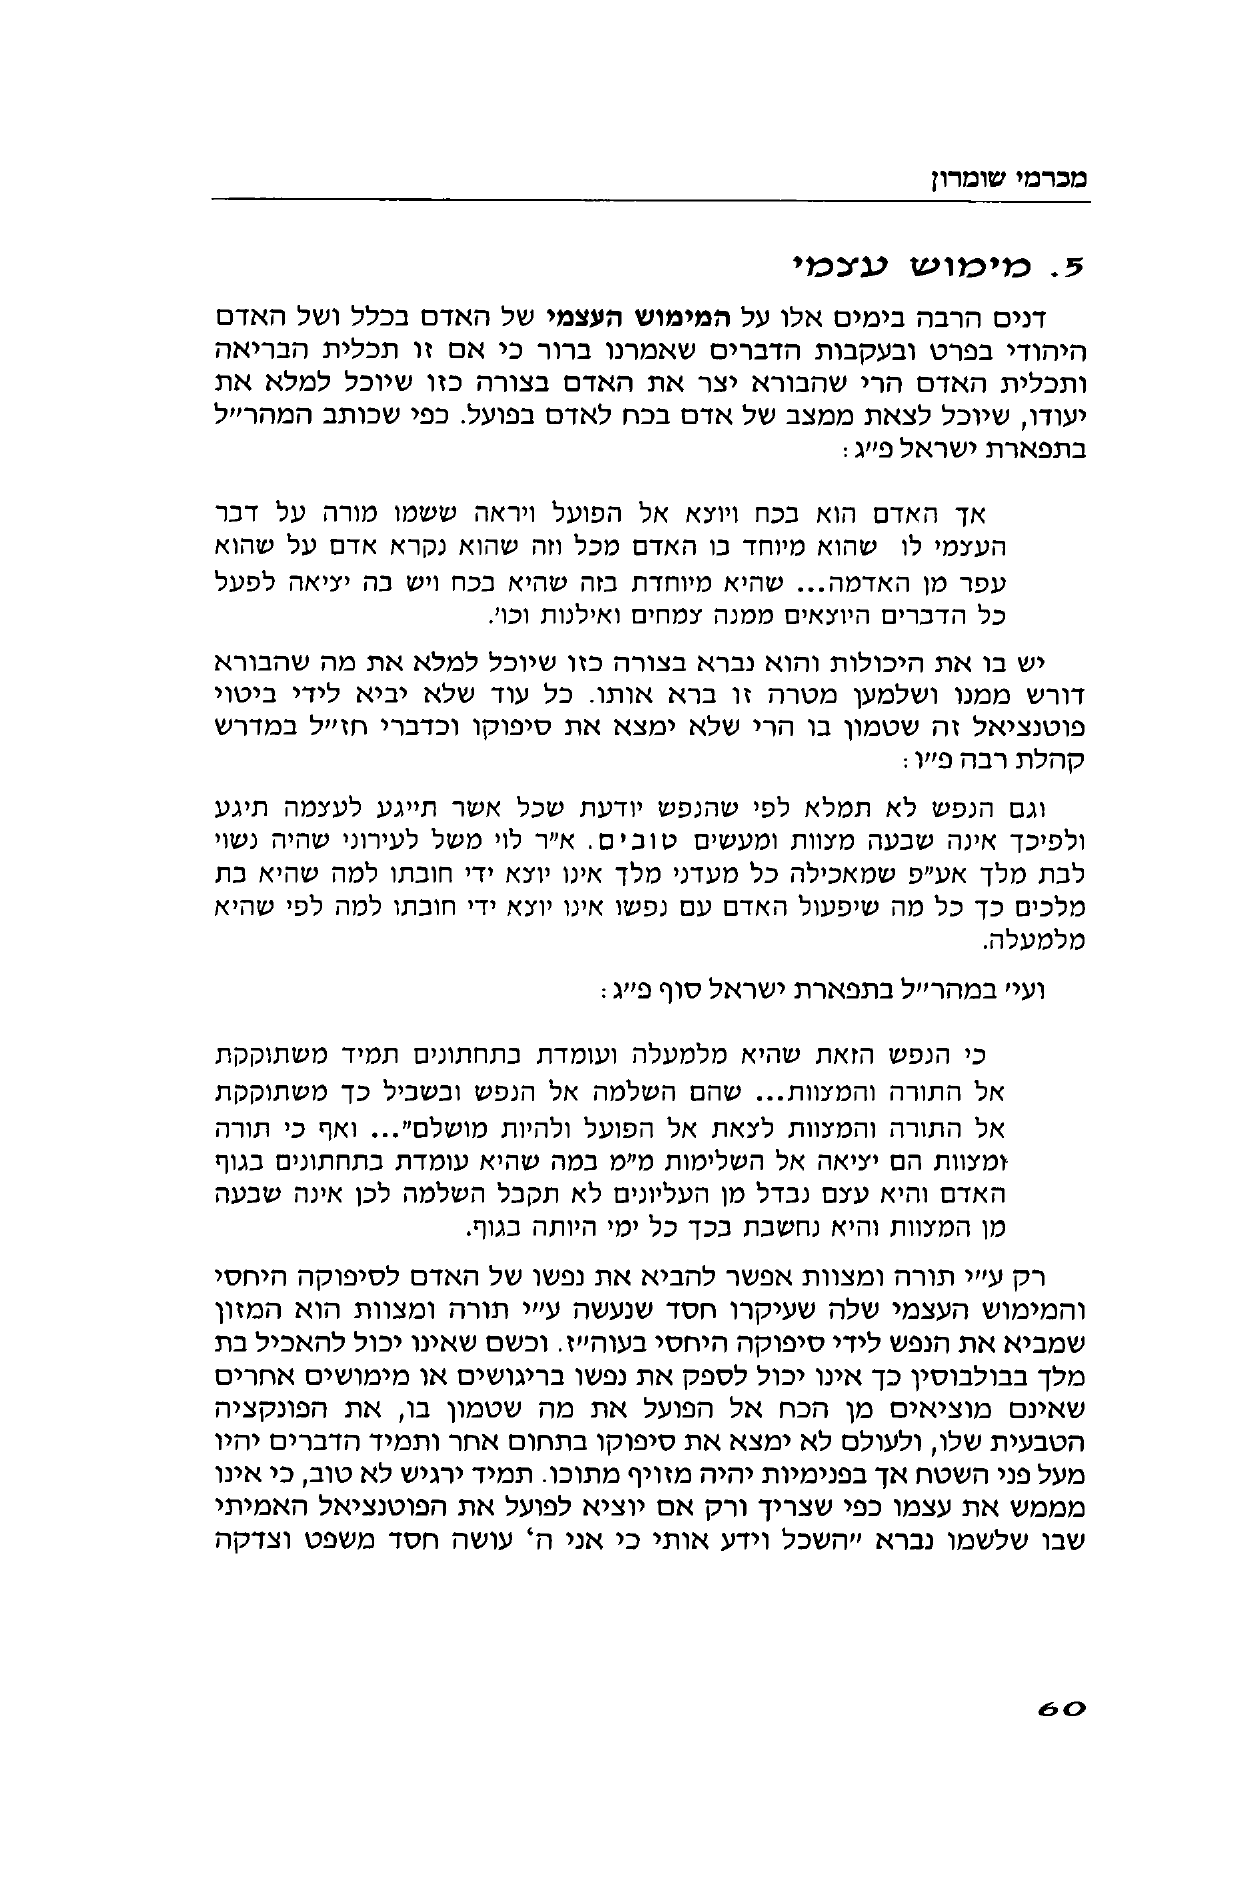 מכרמי שומרון
5. מימוש עצמי
דנים הרבה בימים אלו על המימוש העצמי של האדם בכלל ושל האדם
היהודי בפרט ובעקבות הדברים שאמרנו ברור כי אם זו תכלית הבריאה
ותכלית האדם הרי שהבורא יצר את האדם בצורה כזו שיוכל למלא את
יעודו, שיוכל לצאת ממצב של אדם בכח לאדם בפועל. כפי שכותב המהר״ל
בתפארת ישראל פ״ג:
אך האדם הוא בכח ויוצא אל הפועל ויראה ששמו מורה על דבר
העצמי לו שהוא מיוחד בו האדם מכל וזה שהוא נקרא אדם על שהוא
עפר מן האדמה... שהיא מיוחדת בזה שהיא בכח ויש בה יציאה לפעל
כל הדברים היוצאים ממנה צמחים ואילנות וכו׳.
יש בו את היכולות והוא נברא בצורה כזו שיוכל למלא את מה שהבורא
דורש ממנו ושלמען מטרה זו ברא אותו. כל עוד שלא יביא לידי ביטוי
פוטנציאל זה שטמון בו הרי שלא ימצא את סיפוקו וכדברי חז״ל במדרש
קהלת רבה פ״ו:
וגם הנפש לא תמלא לפי שהנפש יודעת שכל אשר תייגע לעצמה תיגע
ולפיכך אינה שבעה מצוות ומעשים טובים. א״ר לוי משל לעירוני שהיה נשוי
לבת מלך אע״פ שמאכילה כל מעדני מלך אינו יוצא ידי חובתו למה שהיא בת
מלכים כך כל מה שיפעול האדם עם נפשו אינו יוצא ידי חובתו למה לפי שהיא
מלמעלה.
ועי׳ במהר״ל בתפארת ישראל סוף פ״ג:
כי הנפש הזאת שהיא מלמעלה ועומדת בתחתונים תמיד משתוקקת
אל התורה והמצוות... שהם השלמה אל הנפש ובשביל כך משתוקקת
אל התורה והמצוות לצאת אל הפועל ולהיות מושלם״... ואף כי תורה
ומצוות הם יציאה אל השלימות מ״מ במה שהיא עומדת בתחתונים בגוף
האדם והיא עצם נבדל מן העליונים לא תקבל השלמה לכן אינה שבעה
מן המצוות והיא נחשבת בכך כל ימי היותה בגוף.
רק ע״י תורה ומצוות אפשר להביא את נפשו של האדם לסיפוקה היחסי
והמימוש העצמי שלה שעיקרו חסד שנעשה ע״י תורה ומצוות הוא המזון
שמביא את הנפש לידי סיפוקה היחסי בעוה״ז. וכשם שאינו יכול להאכיל בת
מלך בבולבוסין כך אינו יכול לספק את נפשו בריגושים או מימושים אחרים
שאינם מוציאים מן הכח אל הפועל את מה שטמון בו, את הפונקציה
הטבעית שלו, ולעולם לא ימצא את סיפוקו בתחום אחר ותמיד הדברים יהיו
מעל פני השטח אך בפנימיות יהיה מזויף מתוכו. תמיד ירגיש לא טוב, כי אינו
מממש את עצמו כפי שצריך ורק אם יוציא לפועל את הפוטנציאל האמיתי
שבו שלשמו נברא ״השכל וידע אותי כי אני ה׳ עושה חסד משפט וצדקה
60